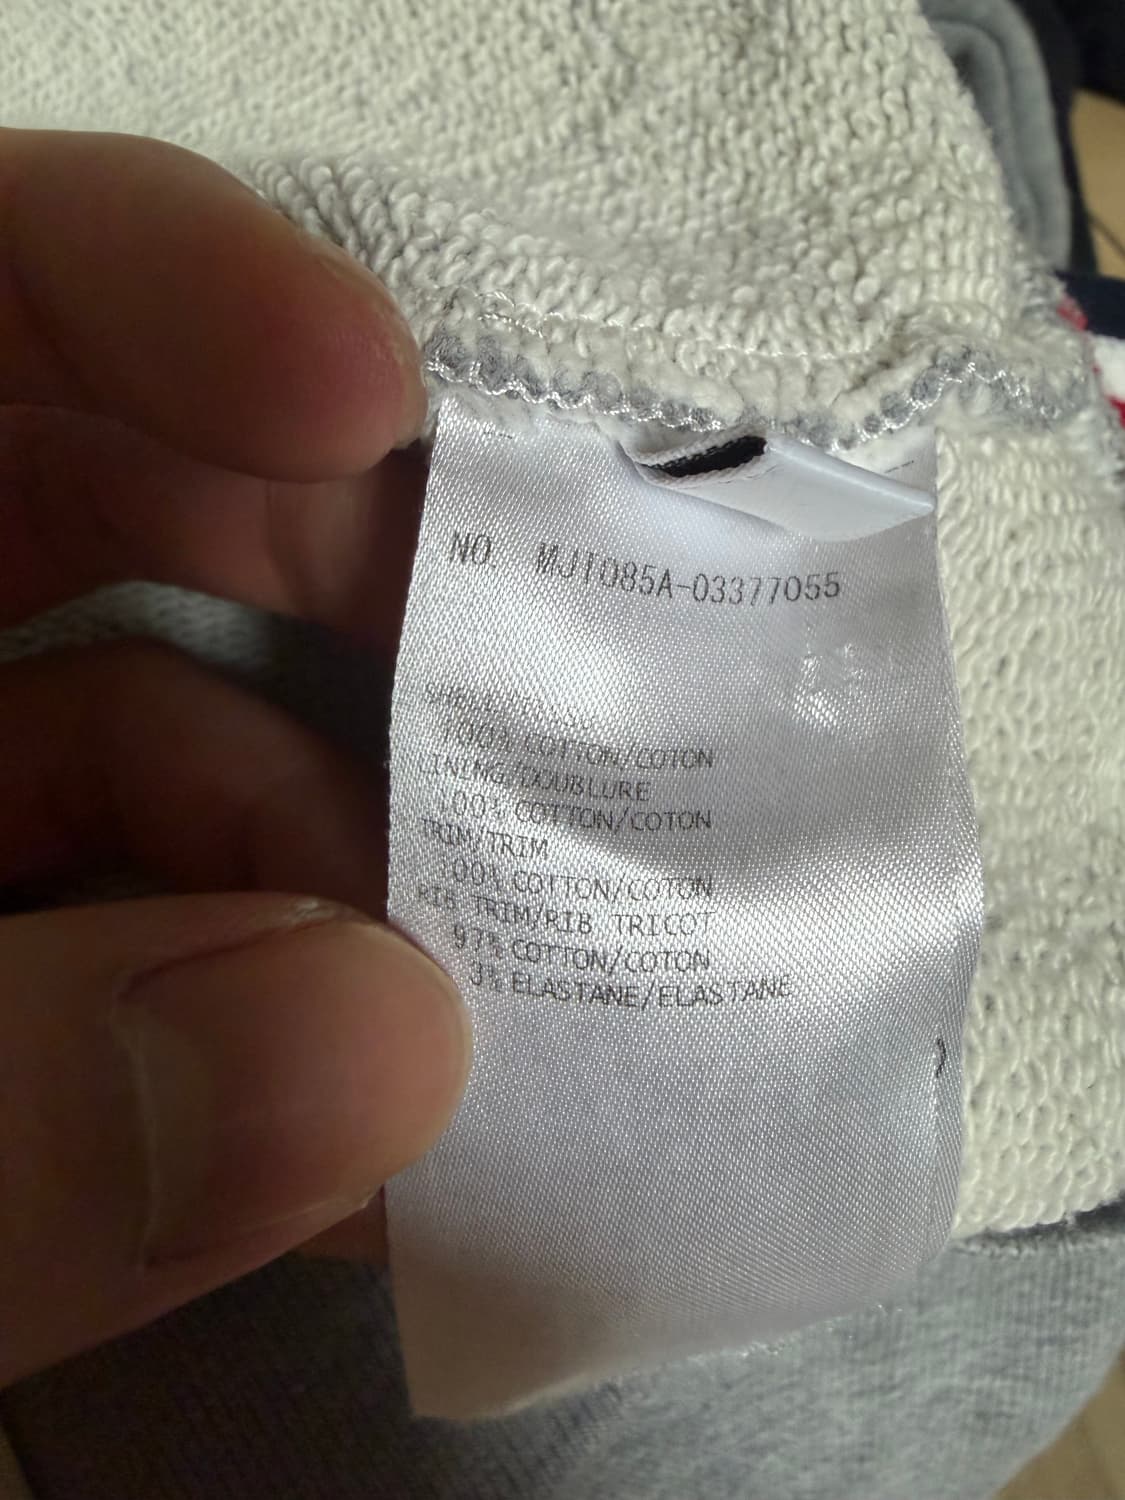 NO. MJT085A-03377055
100% COTTON/COTON
LINING/DOUBLURE
100% COTTON/COTON
TRIM/TRIM
100% COTTON/COTON
RIB TRIM/RIB TRICOT
97% COTTON/COTON
3% ELASTANE/ELASTANE